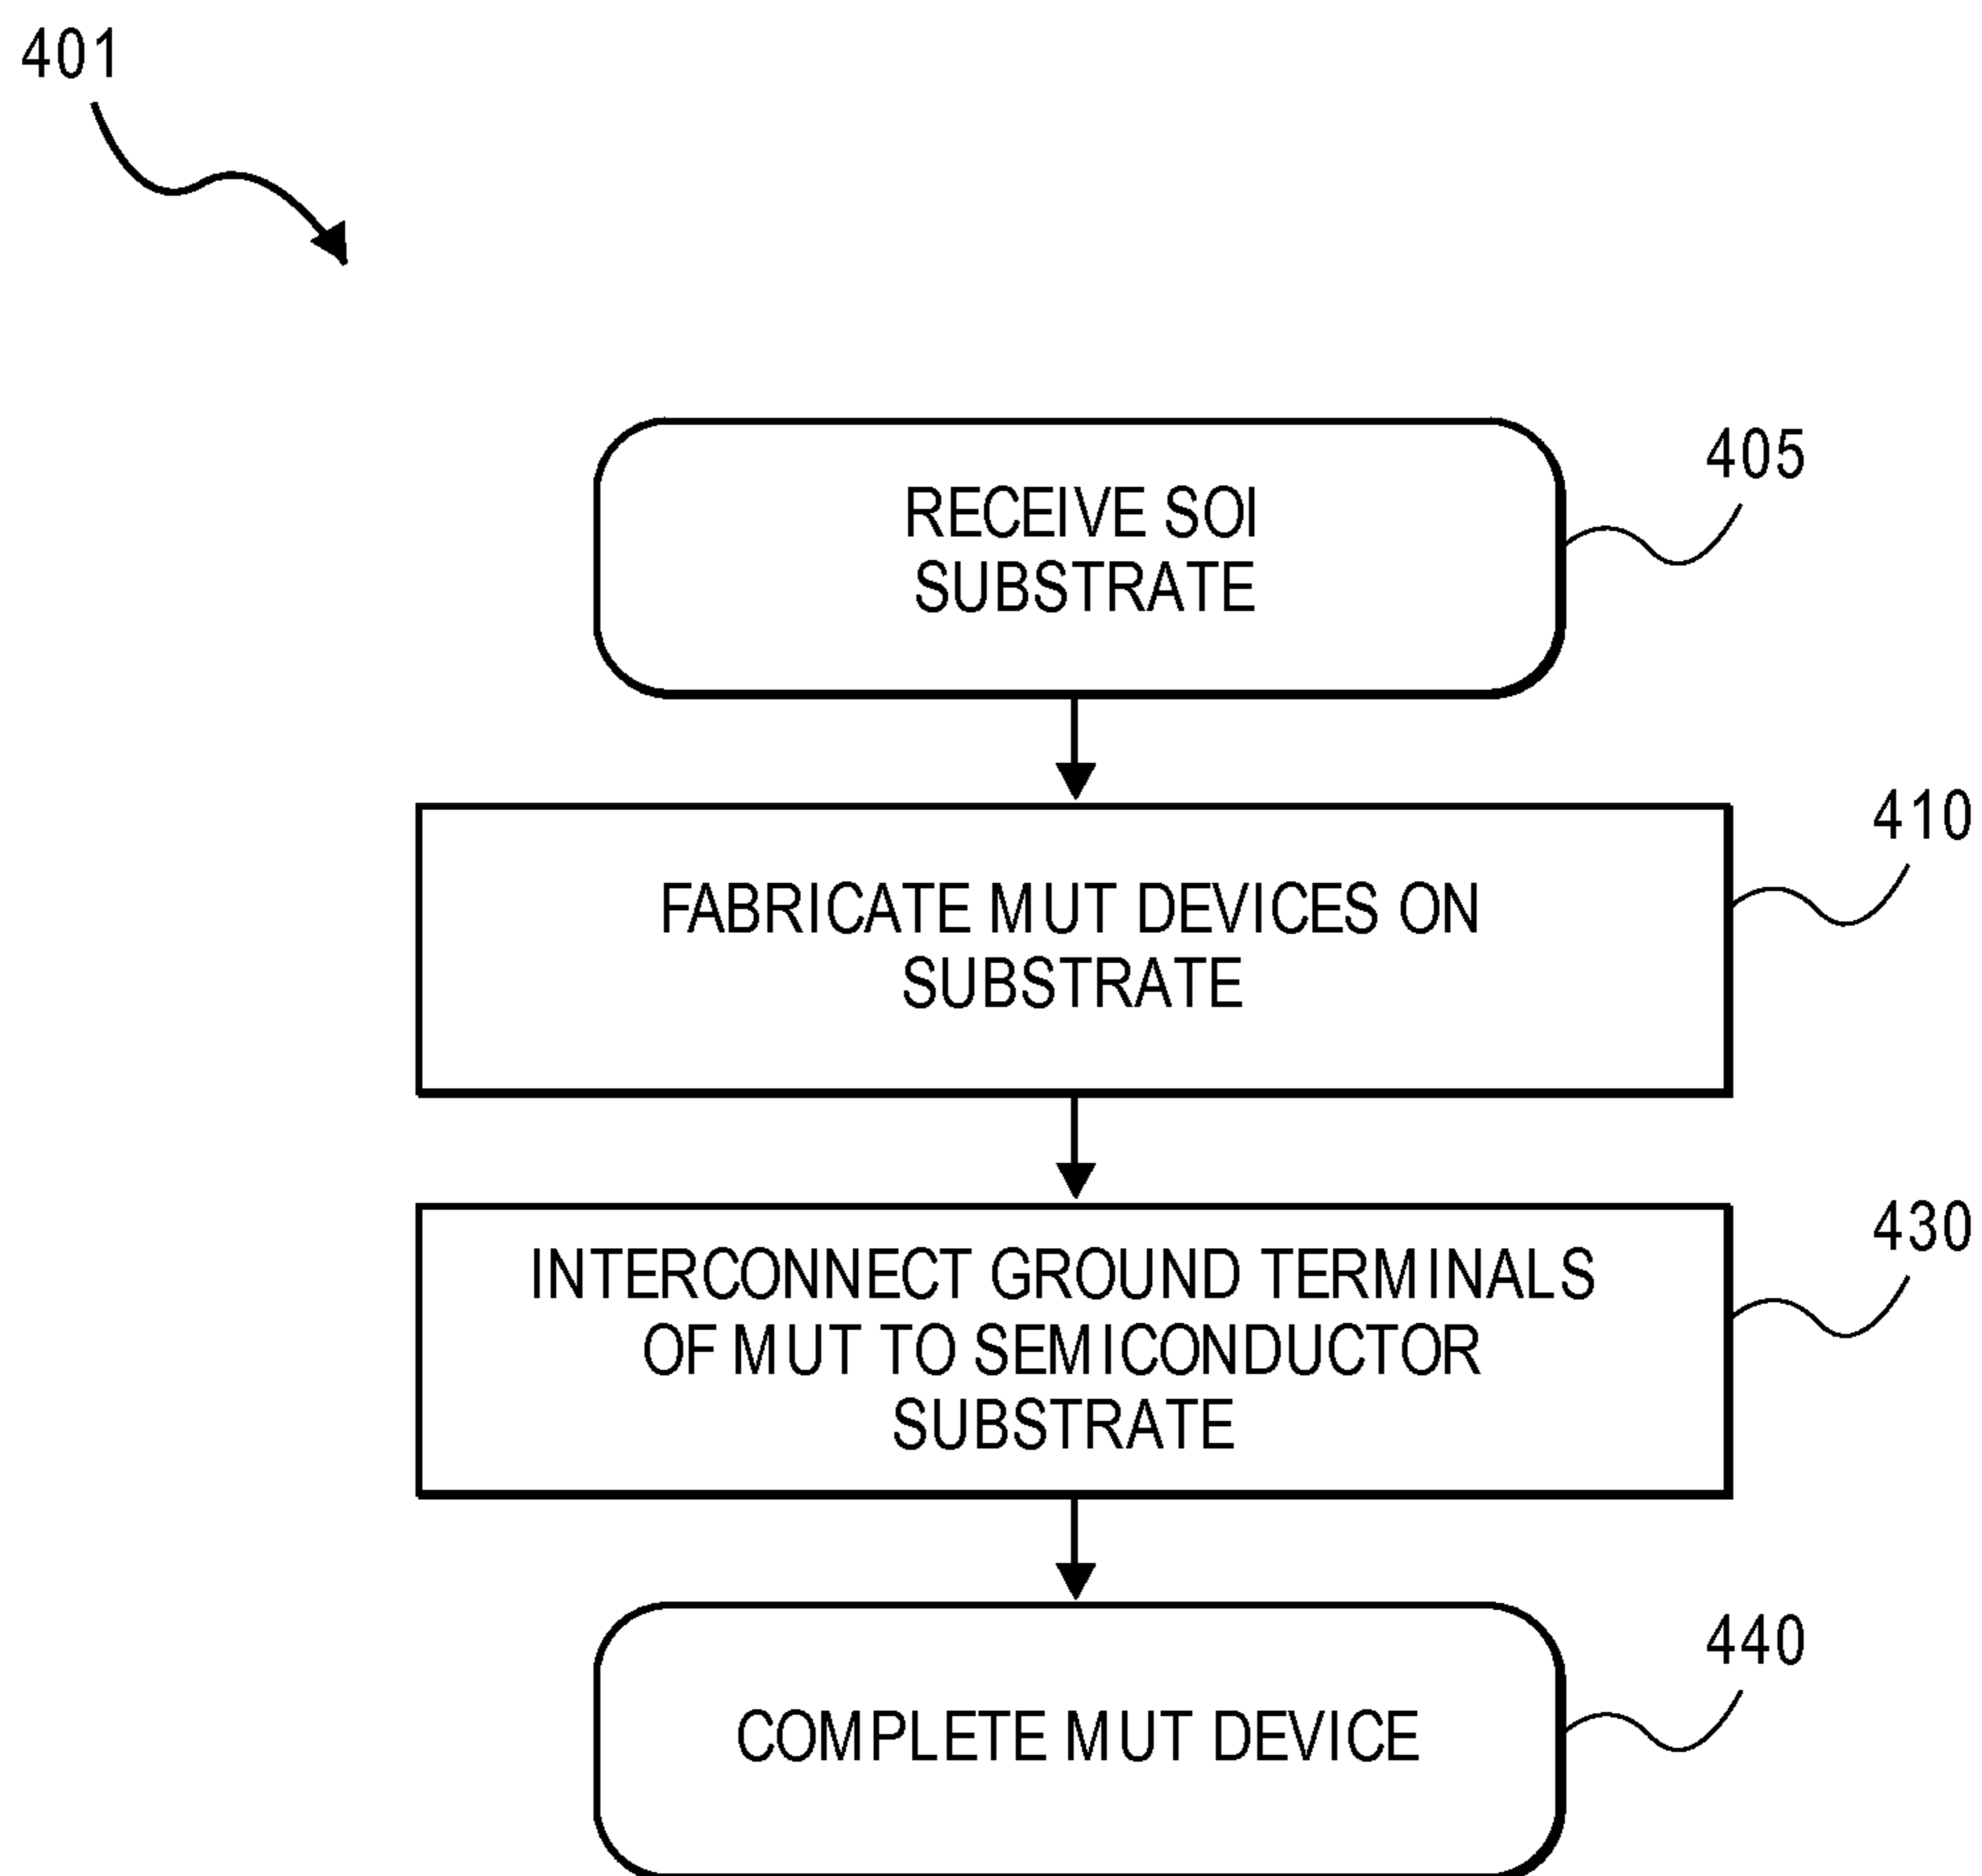 401
RECEIVE SOI
SUBSTRATE
405
FABRICATE MUT DEVICES ON
SUBSTRATE
410
INTERCONNECT GROUND TERMINALS
OF MUT TO SEMICONDUCTOR
SUBSTRATE
430
COMPLETE MUT DEVICE
440